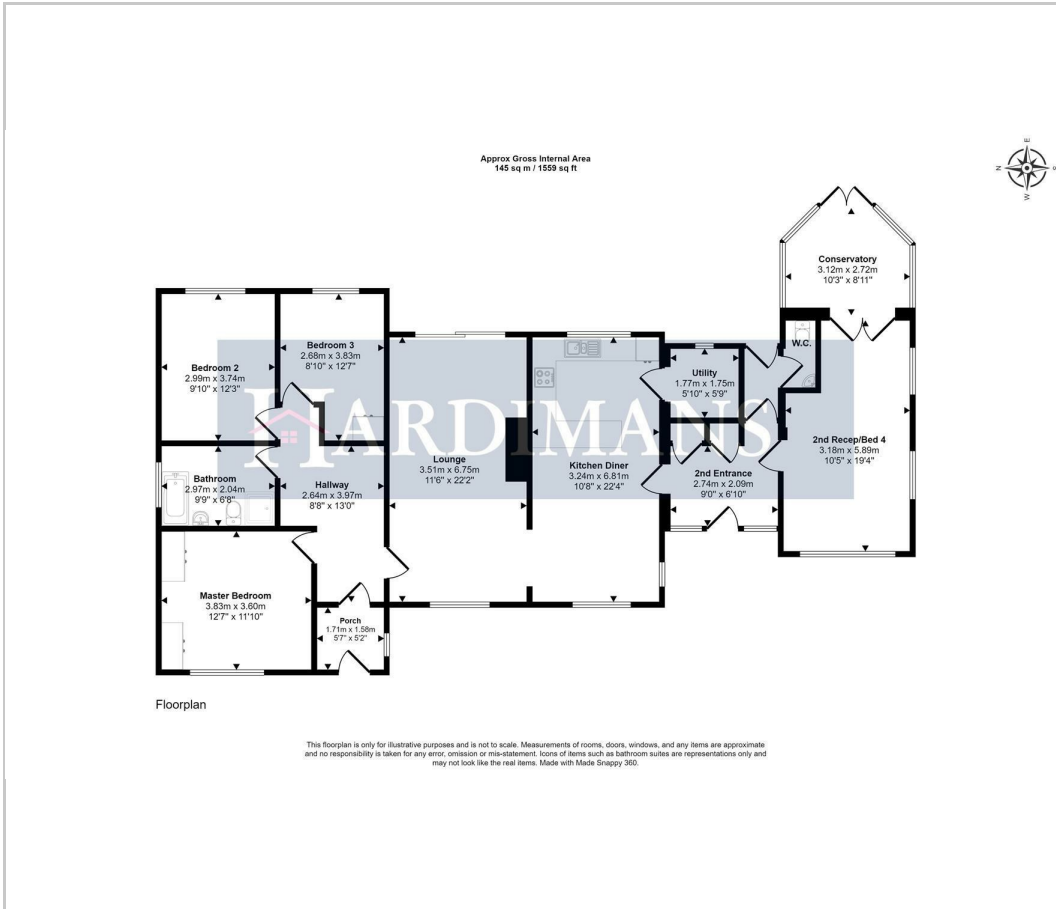 Approx Gross Internal Area
145 sq m / 1559 sq ft
E
N
S
W
Conservatory
3.12m x 2.72m
10'3" x 8'11"
W.C.
Bedroom 3
2.68m x 3.83m
8'10" x 12'7"
Bedroom 2
2.99m x 3.74m
9'10" x 12'3"
Utility
1.77m x 1.75m
5'10" x 5'9"
HARDIMANS
2nd Recep/Bed 4
3.18m x 5.89m
10'5" x 19'4"
Lounge
3.51m x 6.75m
11'6" x 22'2"
Kitchen Diner
3.24m x 6.81m
10'8" x 22'4"
2nd Entrance
2.74m x 2.09m
9'0" x 6'10"
Bathroom
2.97m x 2.04m
9'9" x 6'8"
Hallway
2.64m x 3.97m
8'8" x 13'0"
Master Bedroom
3.83m x 3.60m
12'7" x 11'10"
Porch
1.71m x 1.58m
5'7" x 5'2"
Floorplan
This floorplan is only for illustrative purposes and is not to scale. Measurements of rooms, doors, windows, and any items are approximate
and no responsibility is taken for any error, omission or mis-statement. Icons of items such as bathroom suites are representations only and
may not look like the real items. Made with Made Snappy 360.